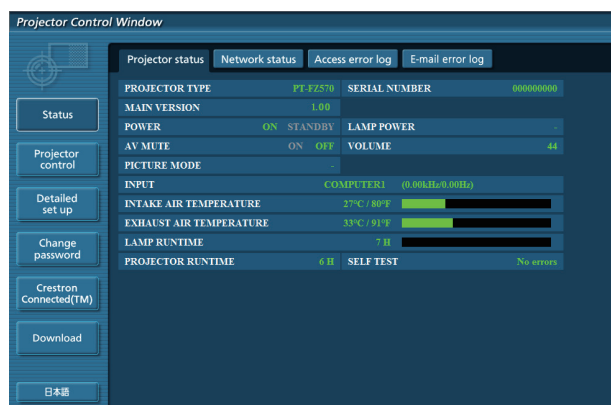 Projector Control Window
Projector status Network status Access error log E-mail error log
PROJECTOR TYPE PT-FZ570 SERIAL NUMBER 000000000
MAIN VERSION 1.00
POWER ON STANDBY LAMP POWER -
AV MUTE ON OFF VOLUME 44
PICTURE MODE -
INPUT COMPUTER1 (0.00kHz/0.00Hz)
INTAKE AIR TEMPERATURE 27°C / 80°F
EXHAUST AIR TEMPERATURE 33°C / 91°F
LAMP RUNTIME 7 H
PROJECTOR RUNTIME 6 H SELF TEST No errors
Status
Projector
control
Detailed
set up
Change
password
Crestron
Connected(TM)
Download
日本語